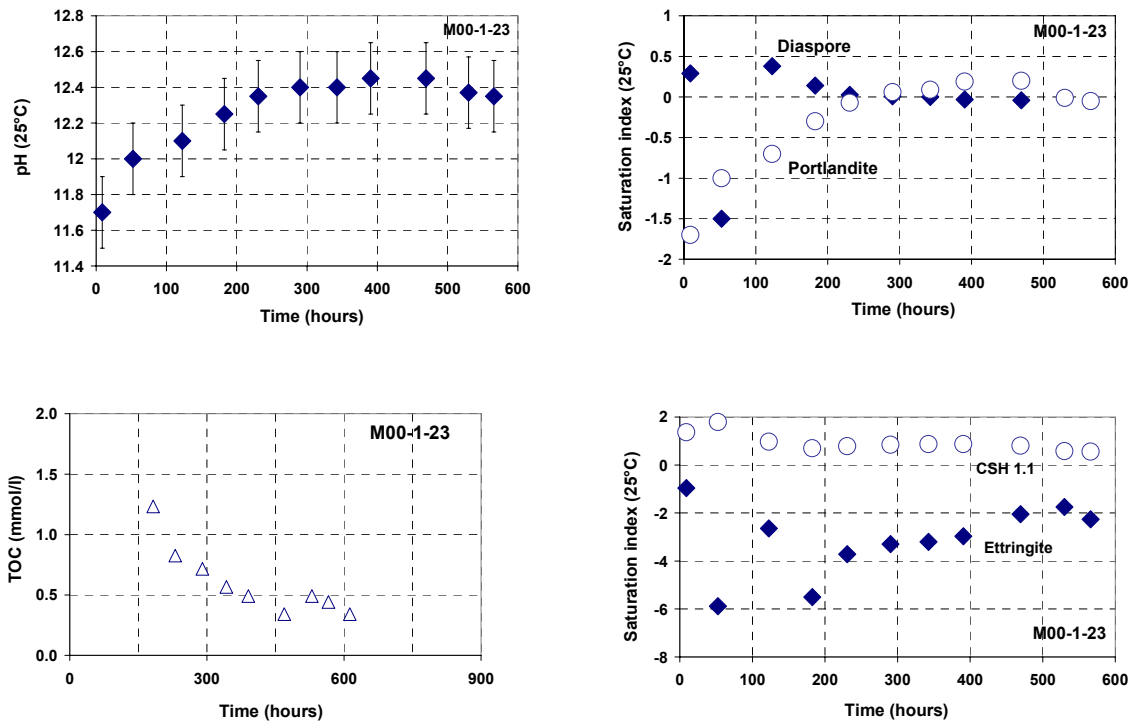 M00-1-23
pH (25°C)
12.8
12.6
12.4
12.2
12
11.8
11.6
11.4
0 100 200 300 400 500 600
Time (hours)
M00-1-23
Diaspore
Portlandite
Saturation index (25°C)
1
0.5
0
-0.5
-1
-1.5
-2
0 100 200 300 400 500 600
Time (hours)
M00-1-23
TOC (mmol/l)
2.0
1.5
1.0
0.5
0.0
0 300 600 900
Time (hours)
Saturation index (25°C)
2
0
-2
-4
-6
-8
CSH 1.1
Ettringite
M00-1-23
0 100 200 300 400 500 600
Time (hours)